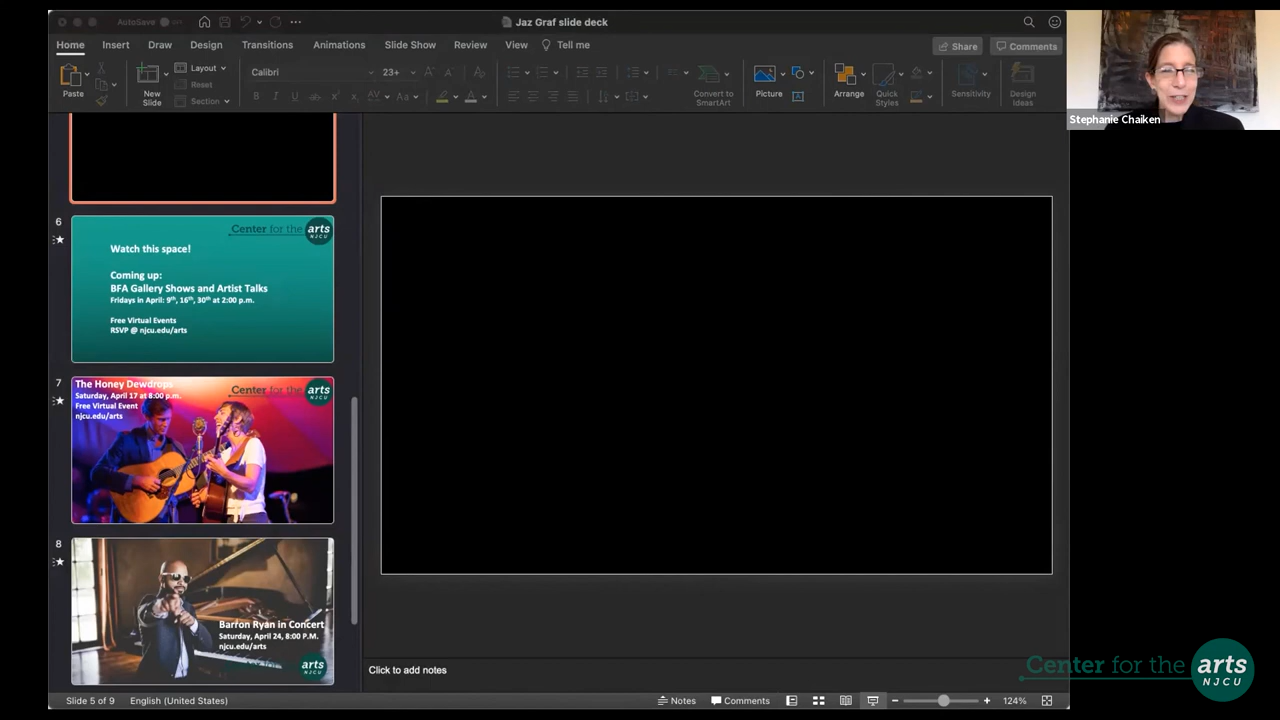 AutoSave
Jaz Graf slide deck
Home Insert Draw Design Transitions Animations Slide Show Review View Tell me Share Comments
Paste New Slide Layout Reset Section Calibri 23+ Convert to SmartArt Picture Arrange Quick Styles Sensitivity Design Ideas
Stephanie Chaiken
6
Center for the arts NJCU
Watch this space!
Coming up:
BFA Gallery Shows and Artist Talks
Fridays in April: 9th, 16th, 30th at 2:00 p.m.
Free Virtual Events
RSVP @ njcu.edu/arts
7
The Honey Dewdrops
Saturday, April 17 at 8:00 p.m.
Free Virtual Event
njcu.edu/arts
Center for the arts NJCU
8
Barron Ryan in Concert
Saturday, April 24, 8:00 P.M.
njcu.edu/arts
arts NJCU
Click to add notes
Center for the arts NJCU
Slide 5 of 9 English (United States) Notes Comments 124%